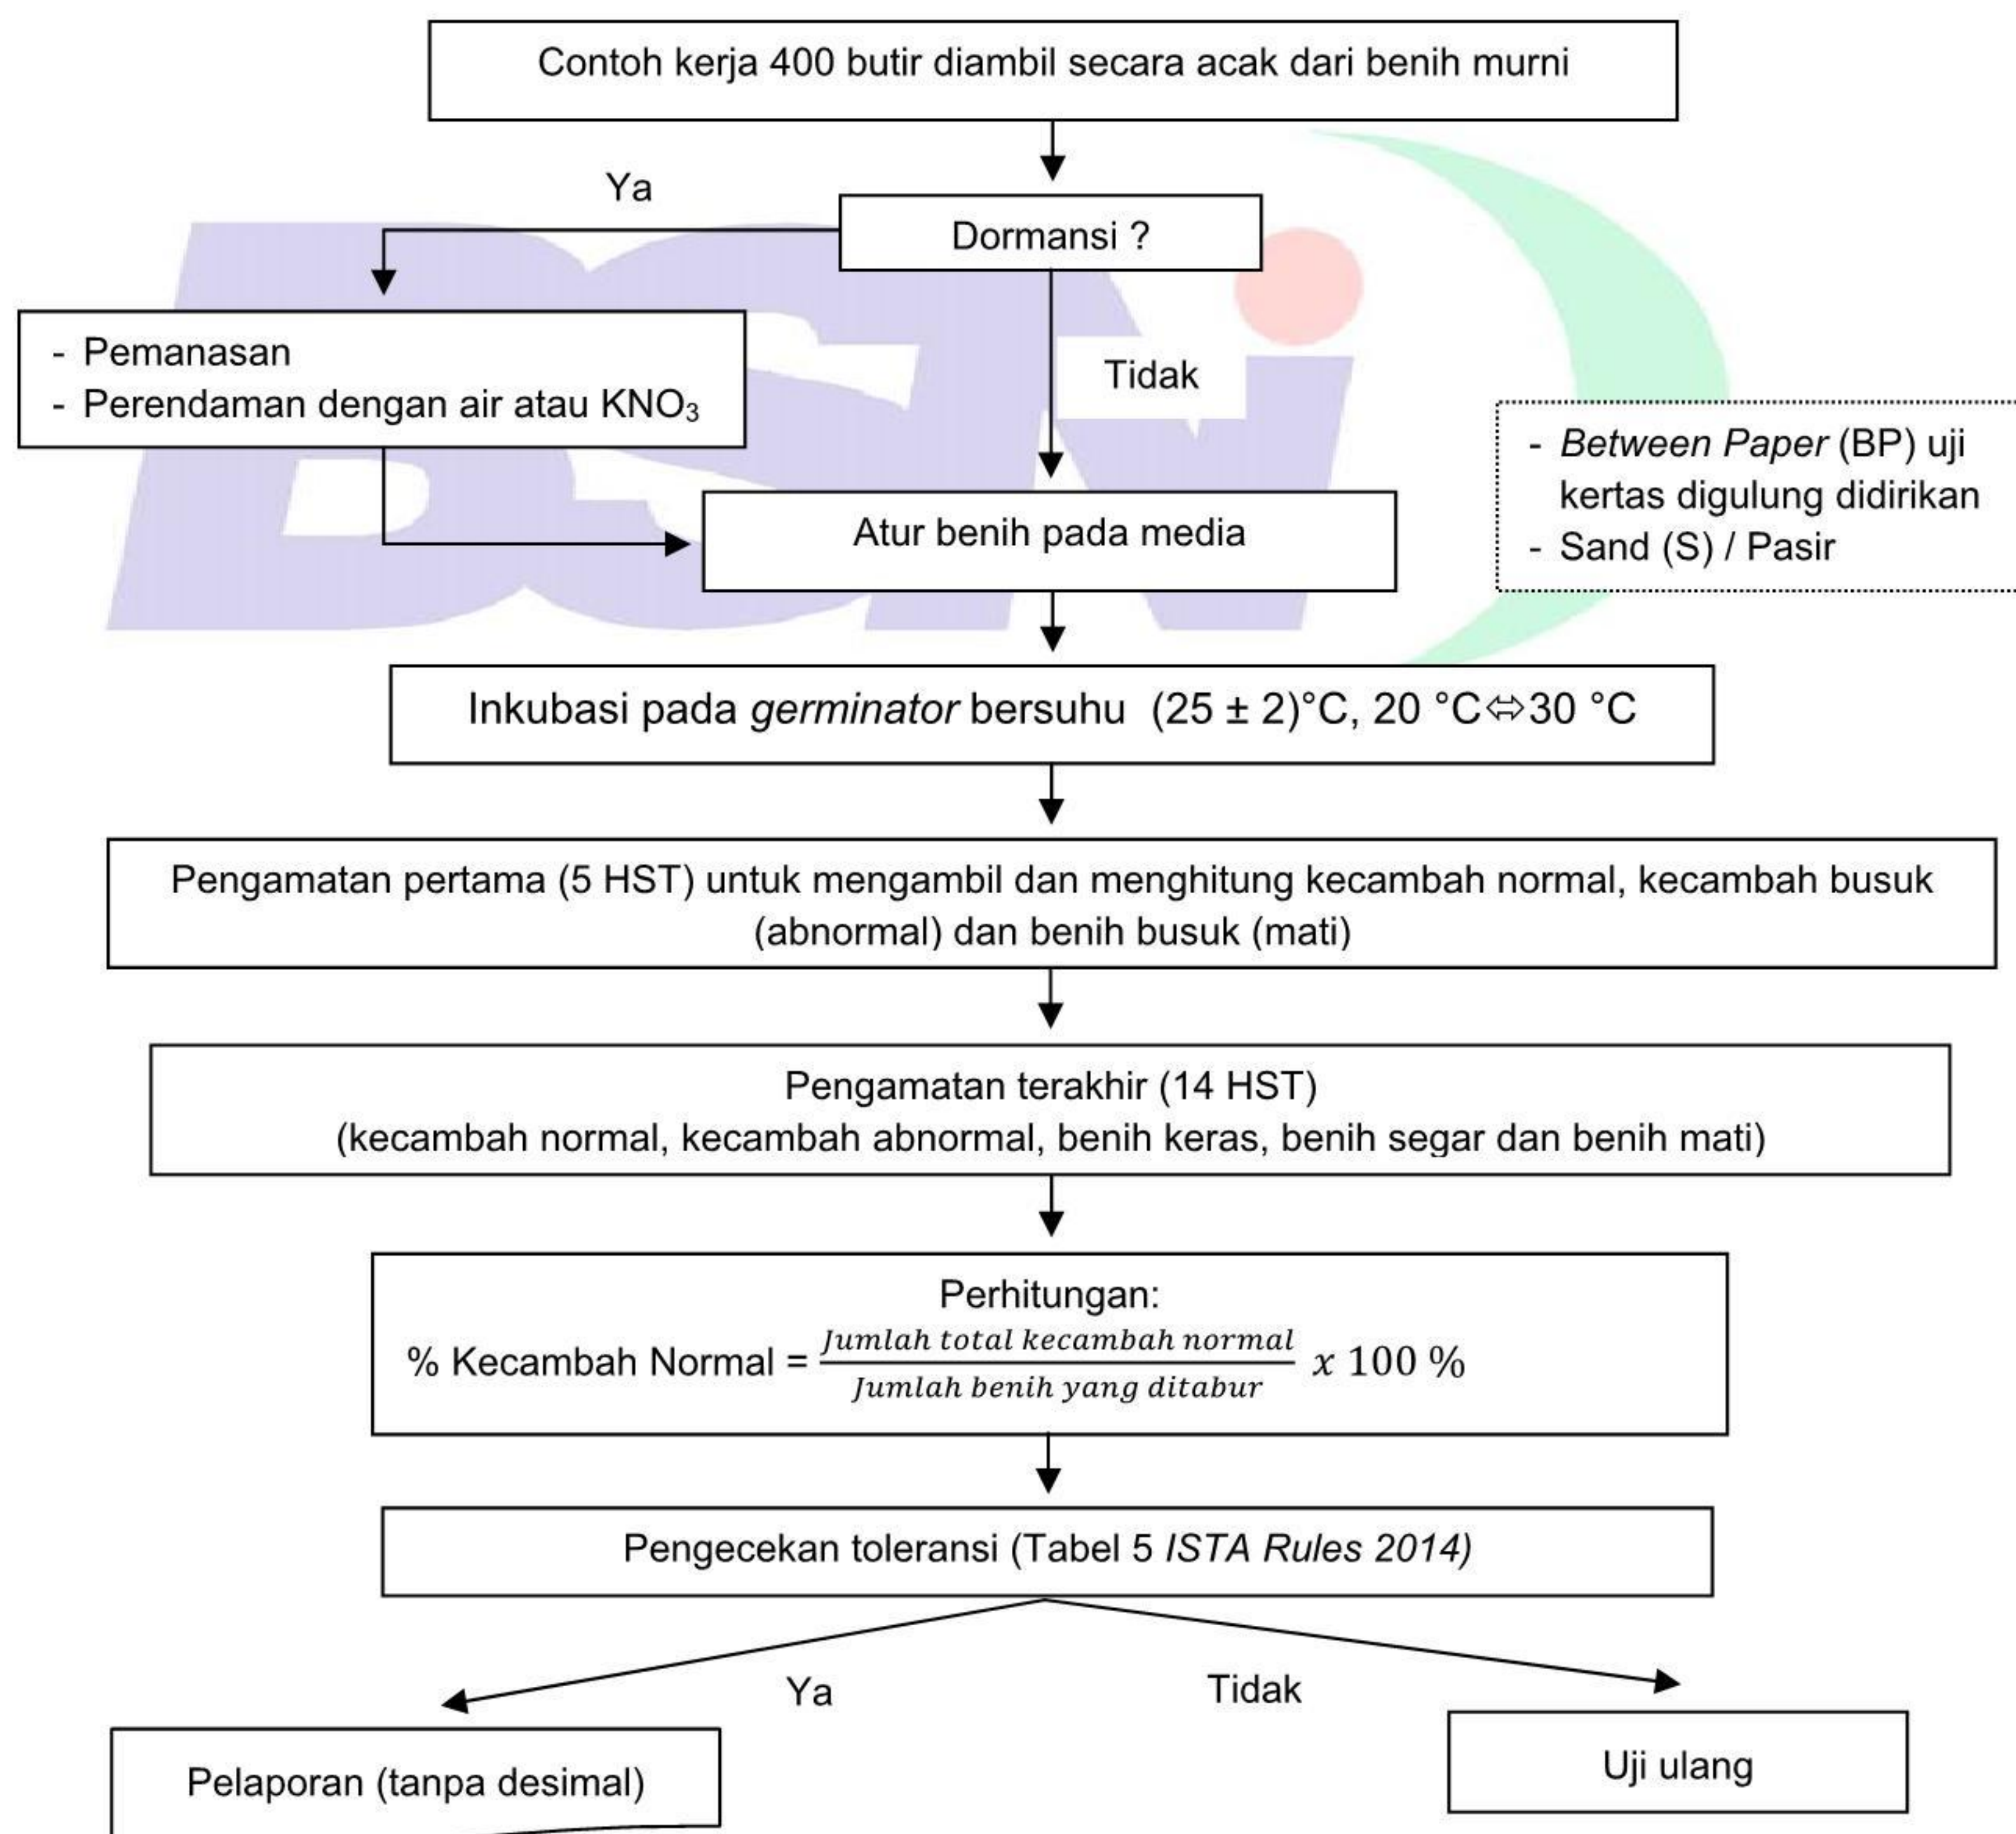 Contoh kerja 400 butir diambil secara acak dari benih murni
Ya
Dormansi ?
- Pemanasan
- Perendaman dengan air atau KNO₃
Tidak
- Between Paper (BP) uji
kertas digulung didirikan
- Sand (S) / Pasir
Atur benih pada media
Inkubasi pada germinator bersuhu (25 ± 2)°C, 20 °C⇔30 °C
Pengamatan pertama (5 HST) untuk mengambil dan menghitung kecambah normal, kecambah busuk
(abnormal) dan benih busuk (mati)
Pengamatan terakhir (14 HST)
(kecambah normal, kecambah abnormal, benih keras, benih segar dan benih mati)
Perhitungan:
% Kecambah Normal = Jumlah total kecambah normal / Jumlah benih yang ditabur x 100 %
Pengecekan toleransi (Tabel 5 ISTA Rules 2014)
Ya
Tidak
Pelaporan (tanpa desimal)
Uji ulang
BSN